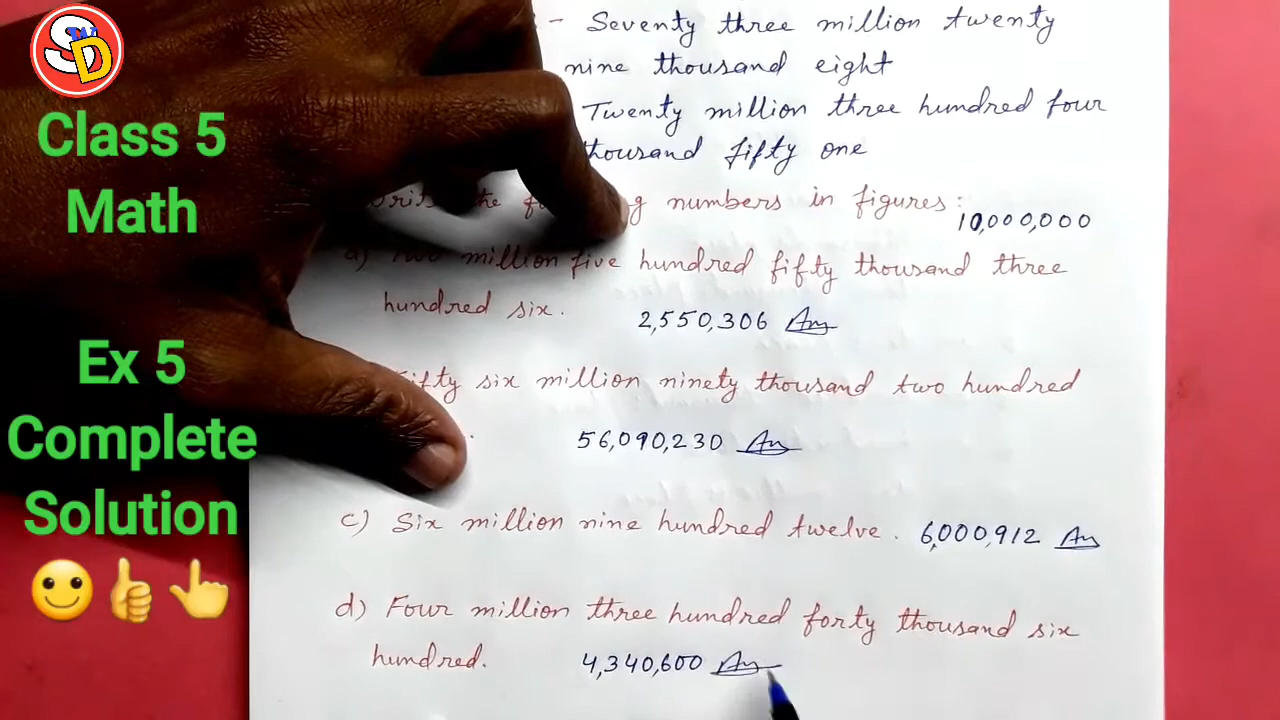 SWD
Class 5
Math
Ex 5
Complete
Solution
- Seventy three million twenty
nine thousand eight
Twenty million three hundred four
thousand fifty one
numbers in figures :
10,000,000
a) Two million five hundred fifty thousand three
hundred six. 2,550,306 Ans
Fifty six million ninety thousand two hundred
56,090,230 Ans
c) Six million nine hundred twelve. 6,000,912 Ans
d) Four million three hundred forty thousand six
hundred. 4,340,600 Ans